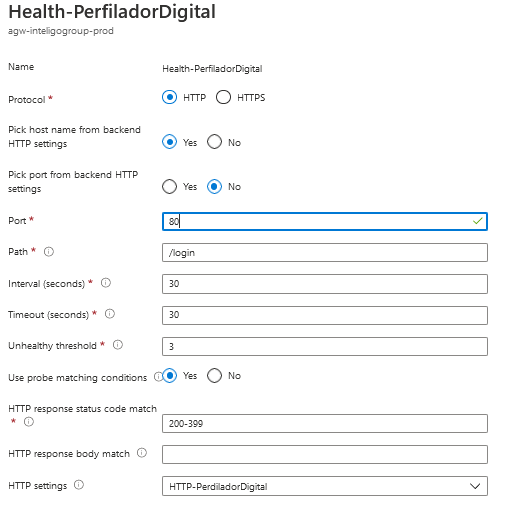 Health-PerfiladorDigital
agw-inteligogroup-prod
Name Health-PerfiladorDigital
Protocol * HTTP HTTPS
Pick host name from backend
HTTP settings Yes No
Pick port from backend HTTP
settings Yes No
Port * 80
Path * /login
Interval (seconds) * 30
Timeout (seconds) * 30
Unhealthy threshold * 3
Use probe matching conditions Yes No
HTTP response status code match
* 200-399
HTTP response body match
HTTP settings HTTP-PerdiladorDigital